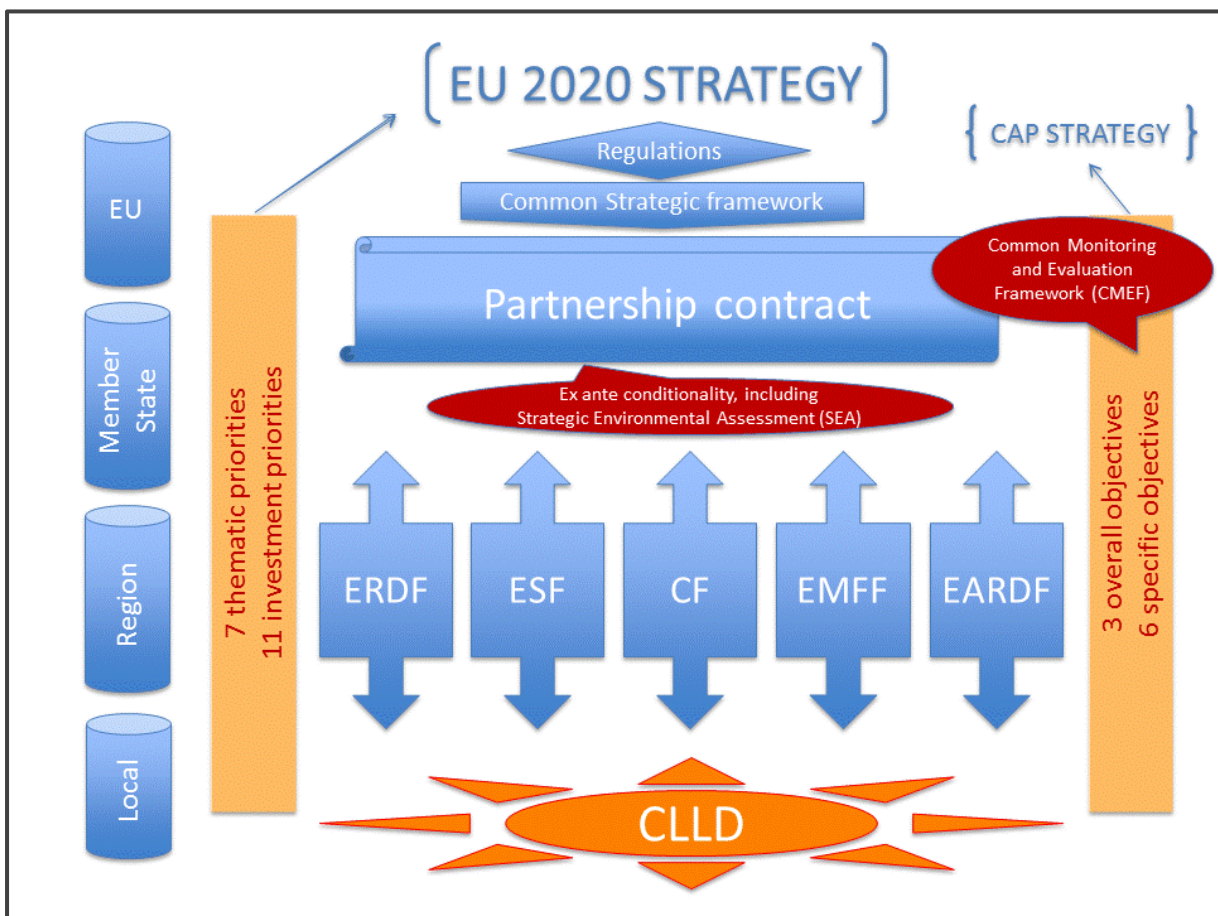 EU 2020 STRATEGY
CAP STRATEGY
Regulations
Common Strategic framework
EU
Common Monitoring
and Evaluation
Framework (CMEF)
Partnership contract
Member
State
Ex ante conditionality, including
Strategic Environmental Assessment (SEA)
7 thematic priorities
11 investment priorities
3 overall objectives
6 specific objectives
Region
ERDF
ESF
CF
EMFF
EARDF
Local
CLLD